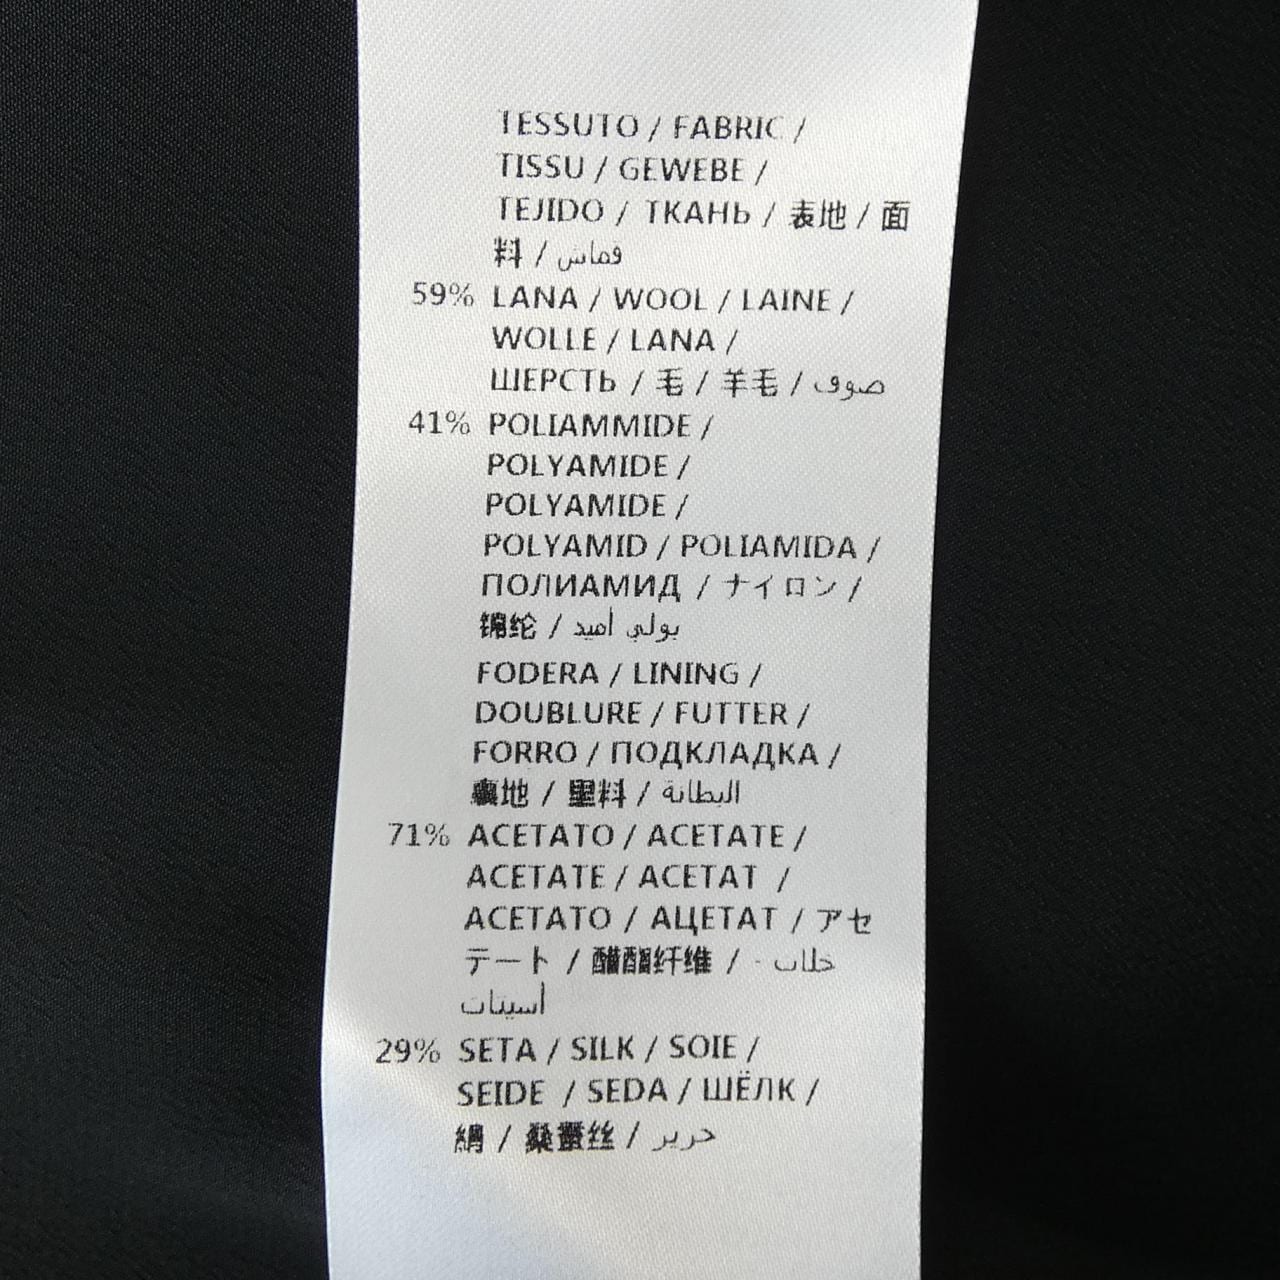 TESSUTO / FABRIC /
TISSU / GEWEBE /
TEJIDO / ТКАНЬ / 表地 / 面
料 / قماش
59% LANA / WOOL / LAINE /
WOLLE / LANA /
ШЕРСТЬ / 毛 / 羊毛 / صوف
41% POLIAMMIDE /
POLYAMIDE /
POLYAMIDE /
POLYAMID / POLIAMIDA /
ПОЛИАМИД / ナイロン /
锦纶 / بولي أميد
FODERA / LINING /
DOUBLURE / FUTTER /
FORRO / ПОДКЛАДКА /
裏地 / 里料 / البطانة
71% ACETATO / ACETATE /
ACETATE / ACETAT /
ACETATO / АЦЕТАТ / アセ
テート / 醋酯纤维 / خلات -
أسيتات
29% SETA / SILK / SOIE /
SEIDE / SEDA / ШЁЛК /
絹 / 桑蚕丝 / حرير